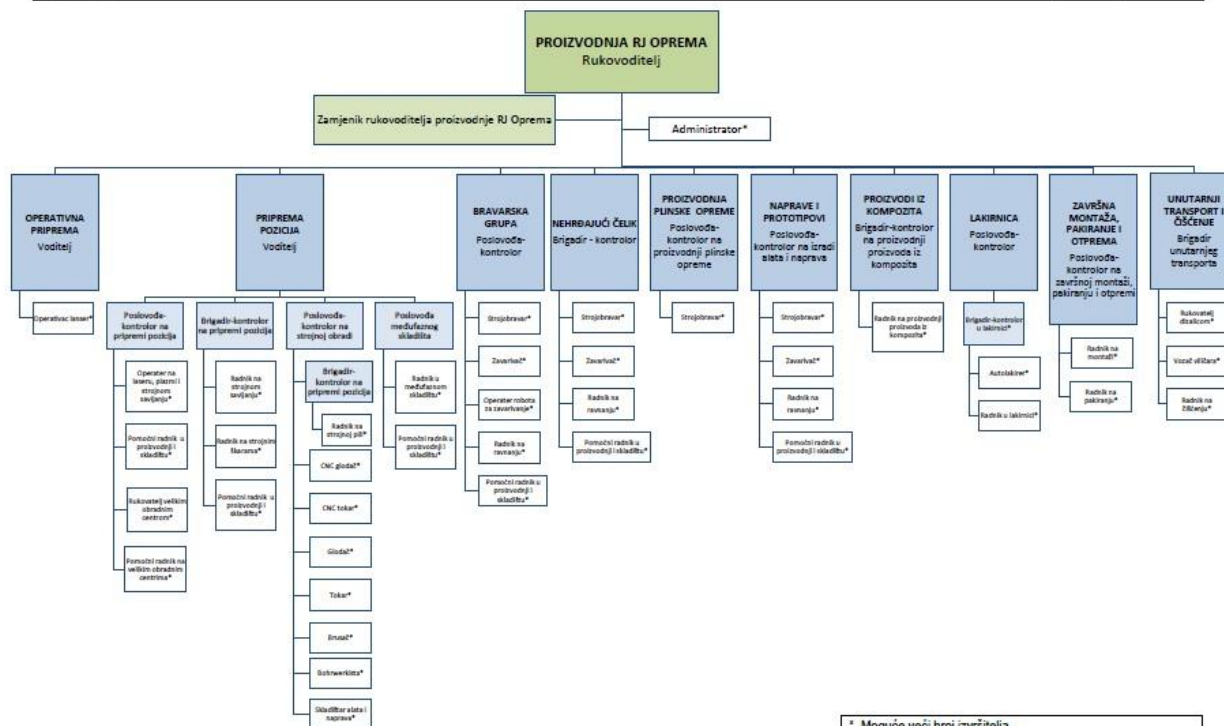 PROIZVODNJA RJ OPREMA
Rukovoditelj
Zamjenik rukovoditelja proizvodnje RJ Oprema
Administrator*
OPERATIVNA
PRIPREMA
Voditelj
Operativac lanser*
PRIPREMA
POZICIJA
Voditelj
Poslovođa-
kontrolor na
pripremi pozicija
Operater na
laseru, plazmi i
strojnom
savijanju*
Pomoćni radnik u
proizvodnji i
skladištu*
Rukovatelj velikim
obradnim
centrom*
Pomoćni radnik na
velikim obradnim
centrima*
Brigadir-kontrolor
na pripremi pozicija
Radnik na
strojnom
savijanju*
Radnik na strojnim
škarama*
Pomoćni radnik u
proizvodnji i
skladištu*
Poslovođa-
kontrolor na
strojnoj obradi
Brigadir-
kontrolor na
pripremi pozicija
Radnik na
strojnoj pili*
CNC glodač*
CNC tokar*
Glodač*
Tokar*
Brusač*
Bohrwerkista*
Skladištar alata i
naprava*
Poslovođa
međufaznog
skladišta
Radnik u
međufaznom
skladištu*
Pomoćni radnik u
proizvodnji i
skladištu*
BRAVARSKA
GRUPA
Poslovođa-
kontrolor
Strojobravar*
Zavarivač*
Operater robota
za zavarivanje*
Radnik na
ravnanju*
Pomoćni radnik u
proizvodnji i
skladištu*
NEHRĐAJUĆI ČELIK
Brigadir - kontrolor
Strojobravar*
Zavarivač*
Radnik na
ravnanju*
Pomoćni radnik u
proizvodnji i skladištu*
PROIZVODNJA
PLINSKE OPREME
Poslovođa-
kontrolor na
proizvodnji plinske
opreme
Strojobravar*
NAPRAVE I
PROTOTIPOVI
Poslovođa-
kontrolor na izradi
alata i naprava
Strojobravar*
Zavarivač*
Radnik na
ravnanju*
Pomoćni radnik u
proizvodnji i skladištu*
PROIZVODI IZ
KOMPOZITA
Brigadir-kontrolor
na proizvodnji
proizvoda iz
kompozita
Radnik na proizvodnji
proizvoda iz
kompozita*
LAKIRNICA
Poslovođa-
kontrolor
Brigadir-kontrolor
u lakirnici*
Autolakirer*
Radnik u lakirnici*
ZAVRŠNA
MONTAŽA,
PAKIRANJE I
OTPREMA
Poslovođa-
kontrolor na
završnoj montaži,
pakiranju i otpremi
Radnik na
montaži*
Radnik na
pakiranju*
UNUTARNJI
TRANSPORT I
ČIŠĆENJE
Brigadir
unutarnjeg
transporta
Rukovatelj
dizalicom*
Vozač viličara*
Radnik na
čišćenju*
* Moguće veći broj izvršitelja